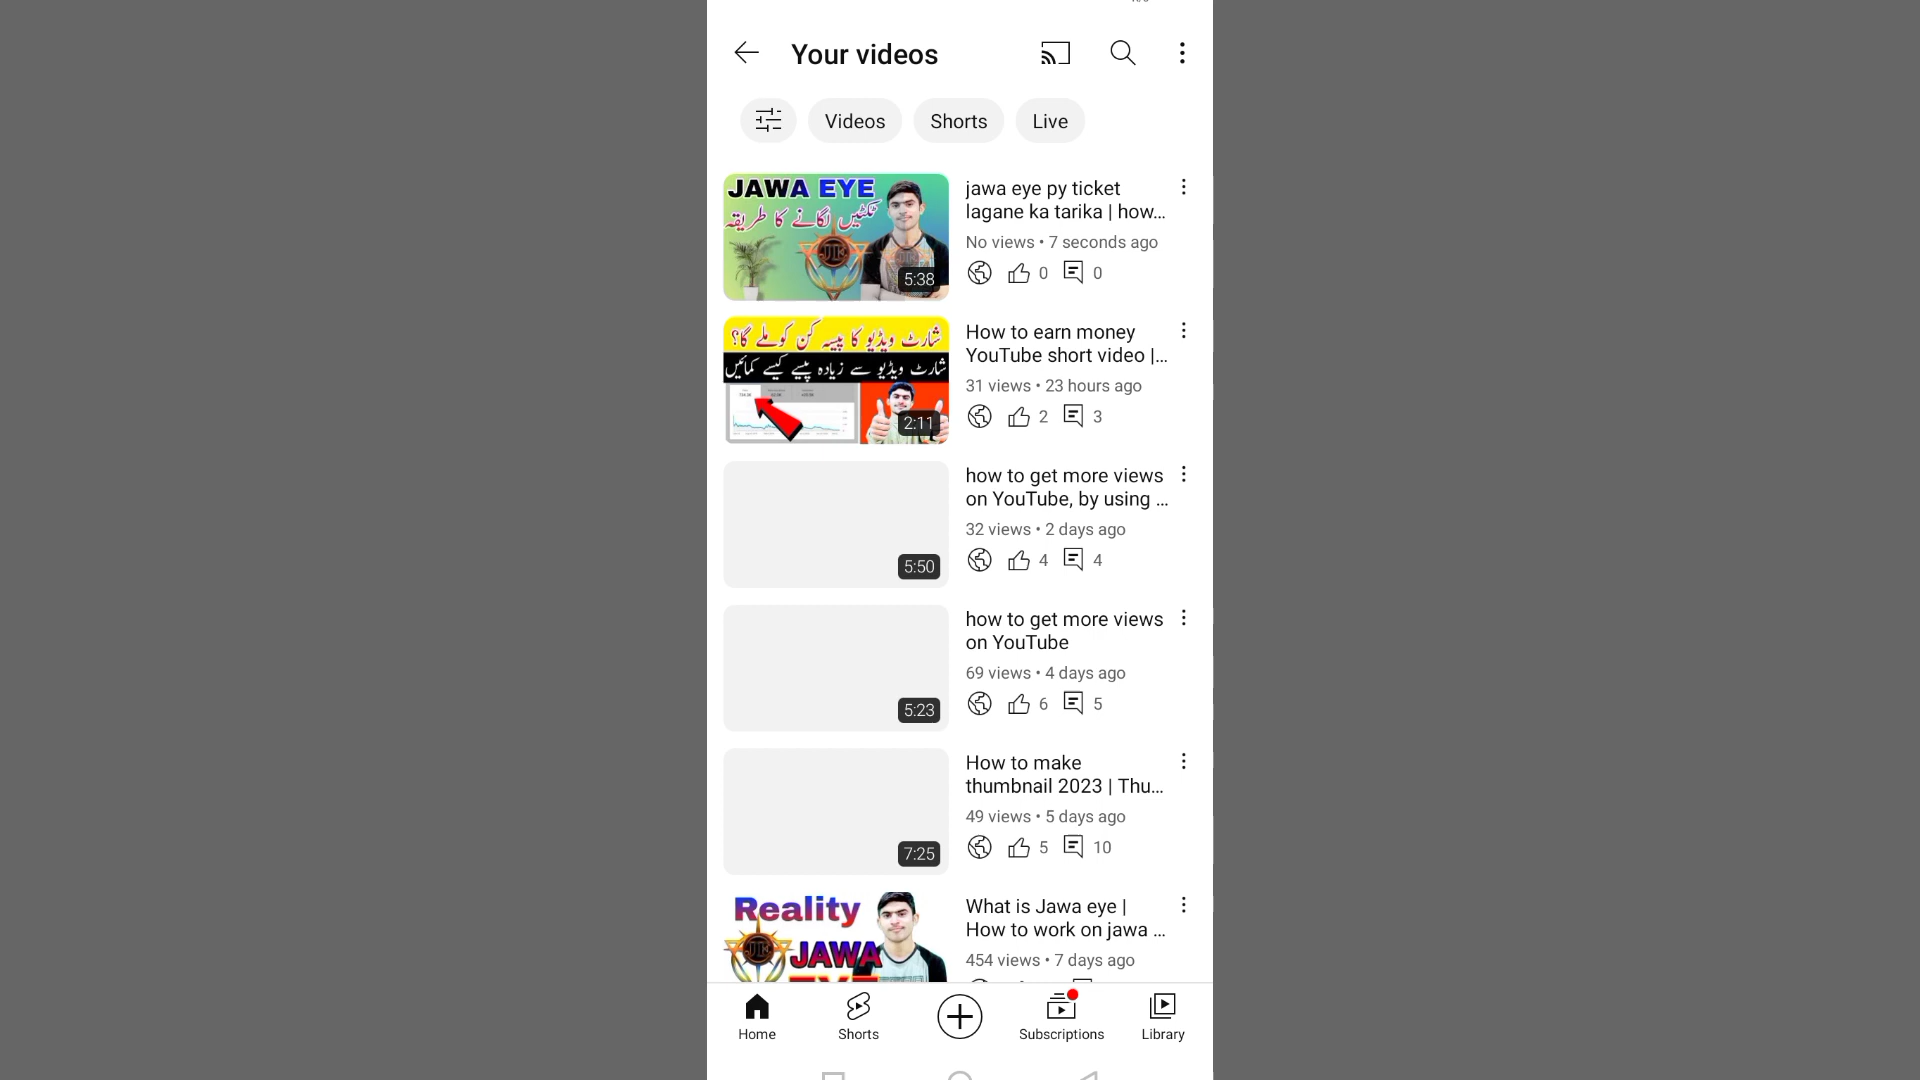 Your videos
Videos
Shorts
Live
JAWA EYE
ٹکٹیں لگانے کا طریقہ
JE
5:38
jawa eye py ticket
lagane ka tarika | how...
No views • 7 seconds ago
0
0
شارٹ ویڈیو کا پیسہ کن کو ملے گا؟
شارٹ ویڈیو سے زیادہ پیسے کیسے کمائیں
2:11
How to earn money
YouTube short video |...
31 views • 23 hours ago
2
3
5:50
how to get more views
on YouTube, by using ...
32 views • 2 days ago
4
4
5:23
how to get more views
on YouTube
69 views • 4 days ago
6
5
7:25
How to make
thumbnail 2023 | Thu...
49 views • 5 days ago
5
10
Reality
JE
JAWA
EYE
What is Jawa eye |
How to work on jawa ...
454 views • 7 days ago
Home
Shorts
Subscriptions
Library